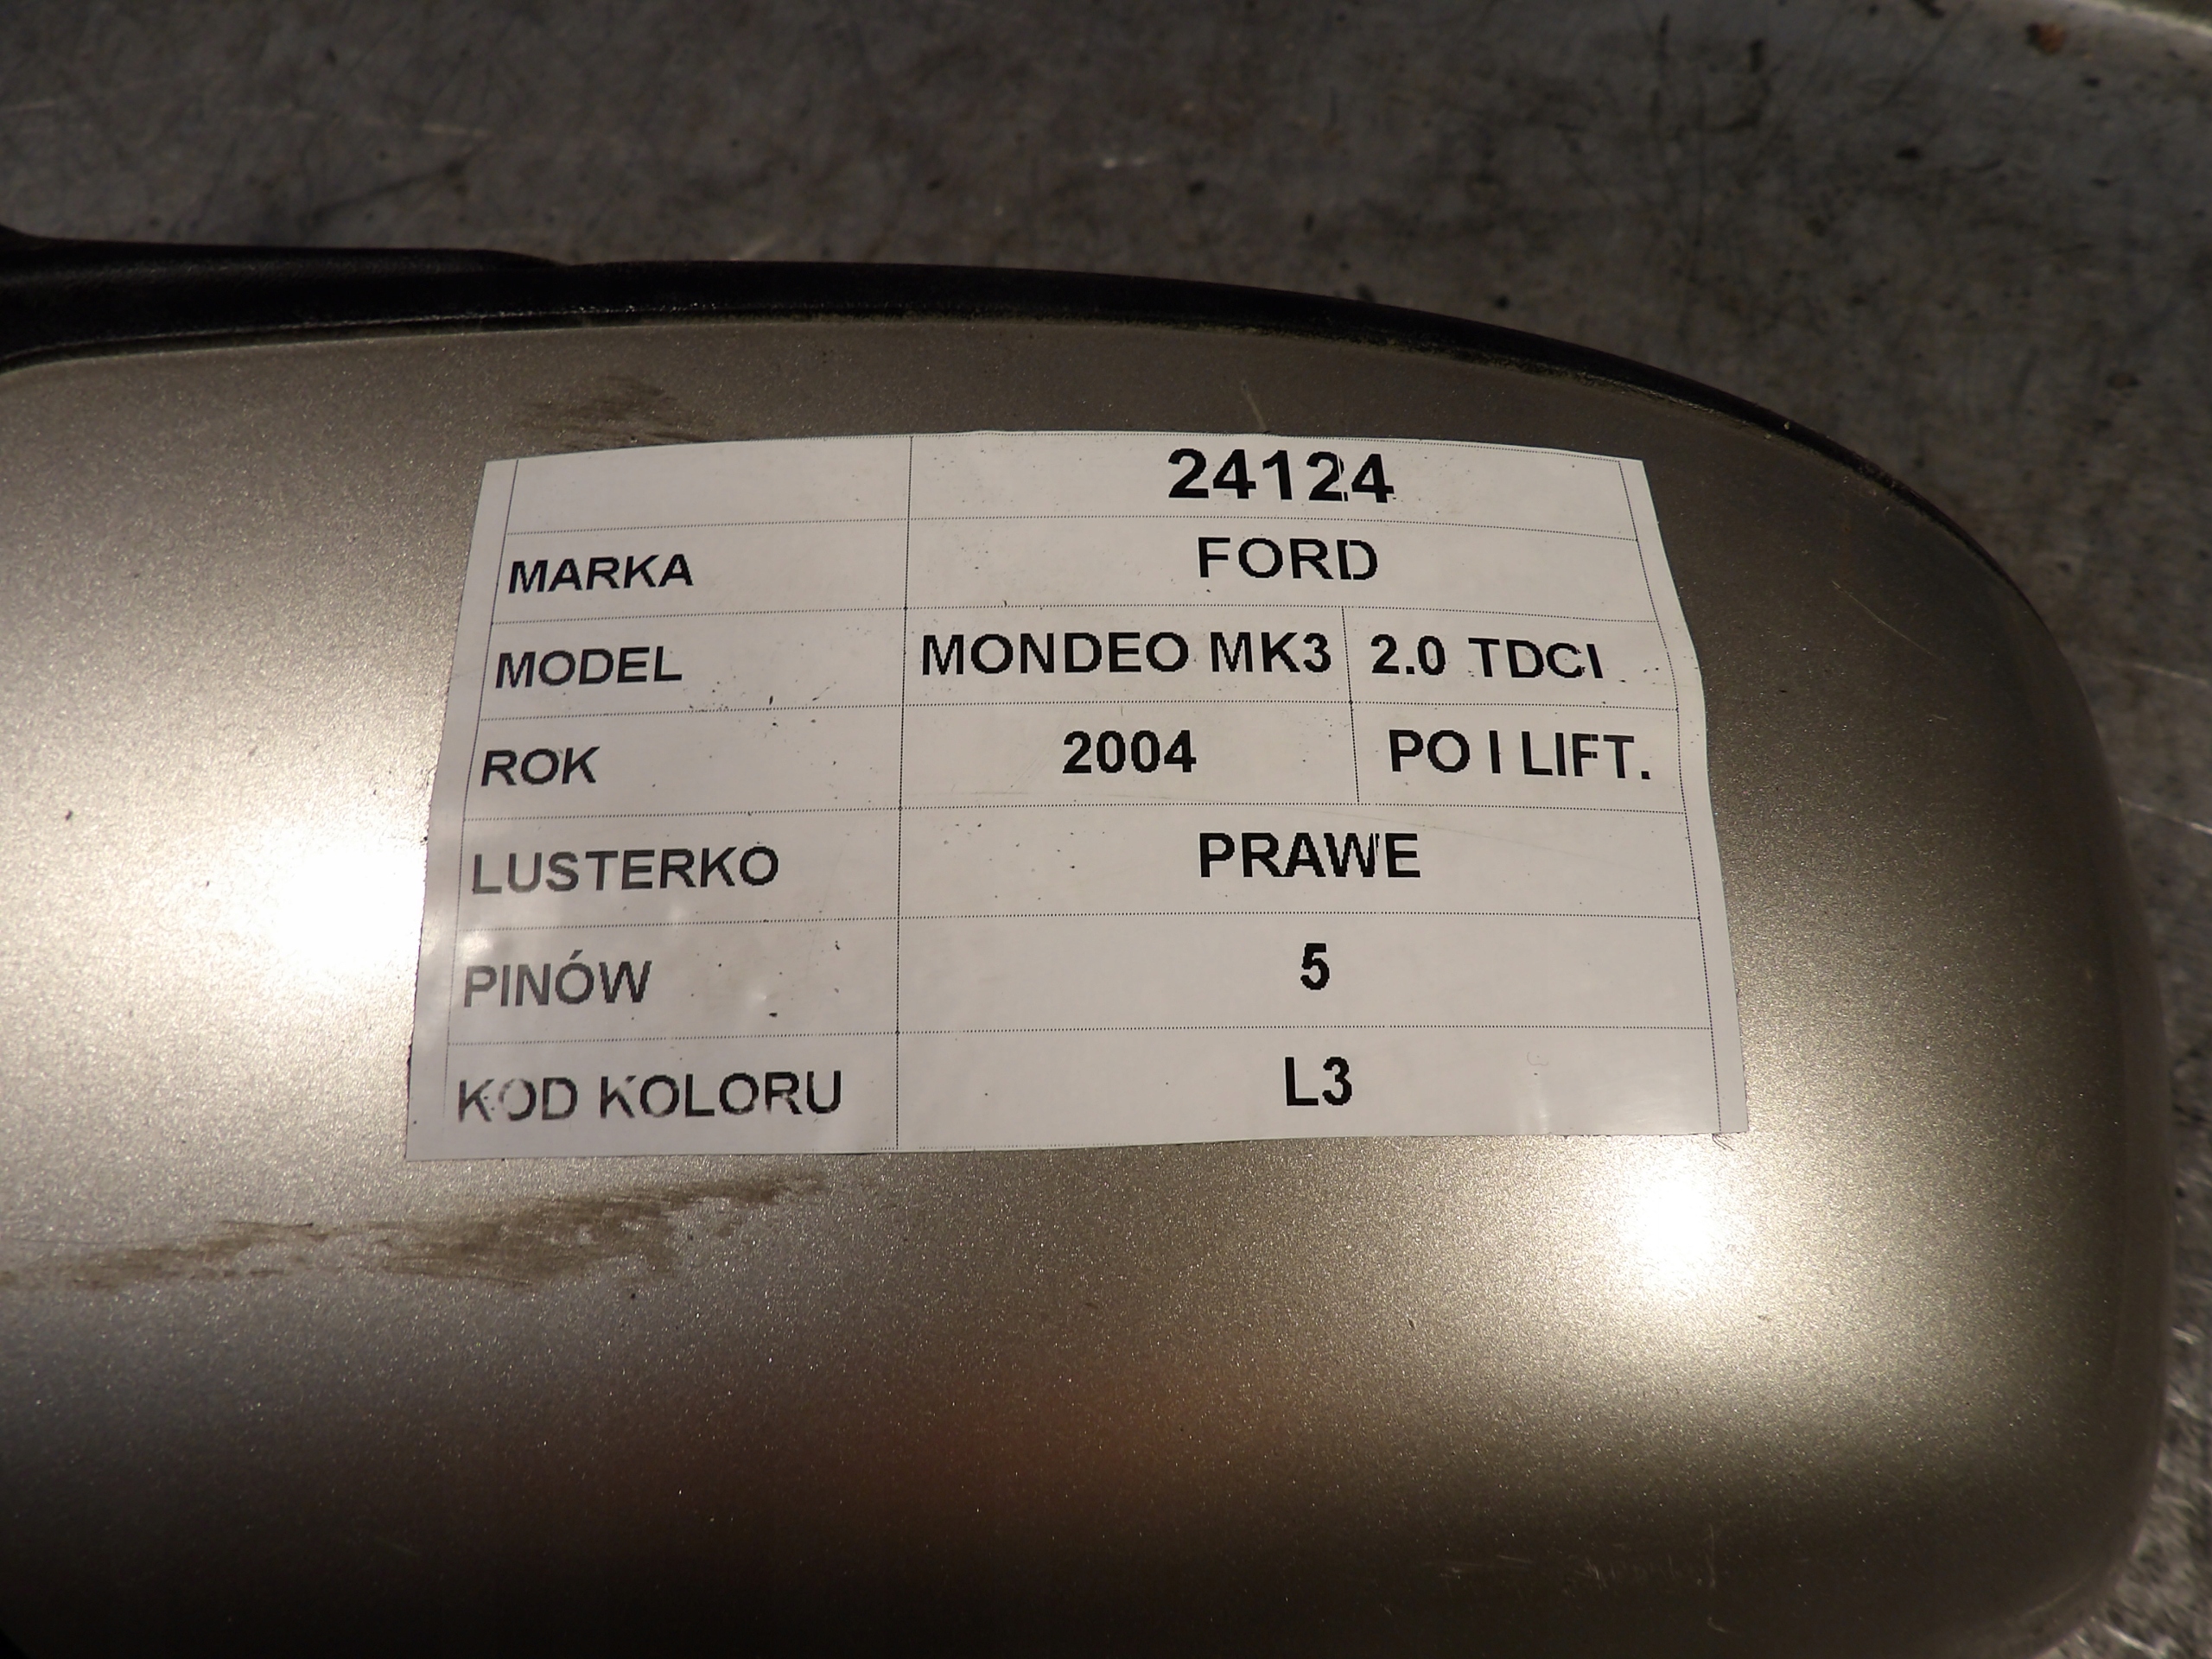 24124
MARKA FORD
MODEL MONDEO MK3 2.0 TDCI
ROK 2004 PO I LIFT.
LUSTERKO PRAWE
PINÓW 5
KOD KOLORU L3